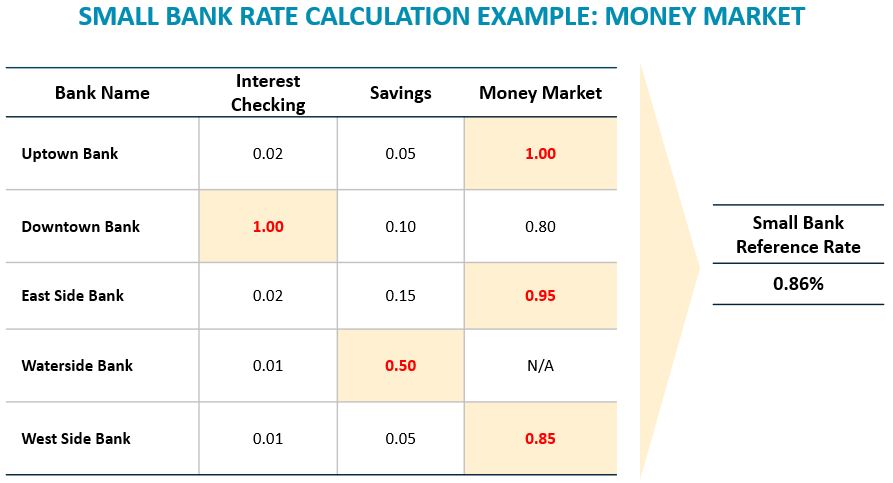 SMALL BANK RATE CALCULATION EXAMPLE: MONEY MARKET
Bank Name
Interest
Checking
Savings
Money Market
Uptown Bank 0.02 0.05 1.00
Downtown Bank 1.00 0.10 0.80
East Side Bank 0.02 0.15 0.95
Waterside Bank 0.01 0.50 N/A
West Side Bank 0.01 0.05 0.85
Small Bank
Reference Rate
0.86%